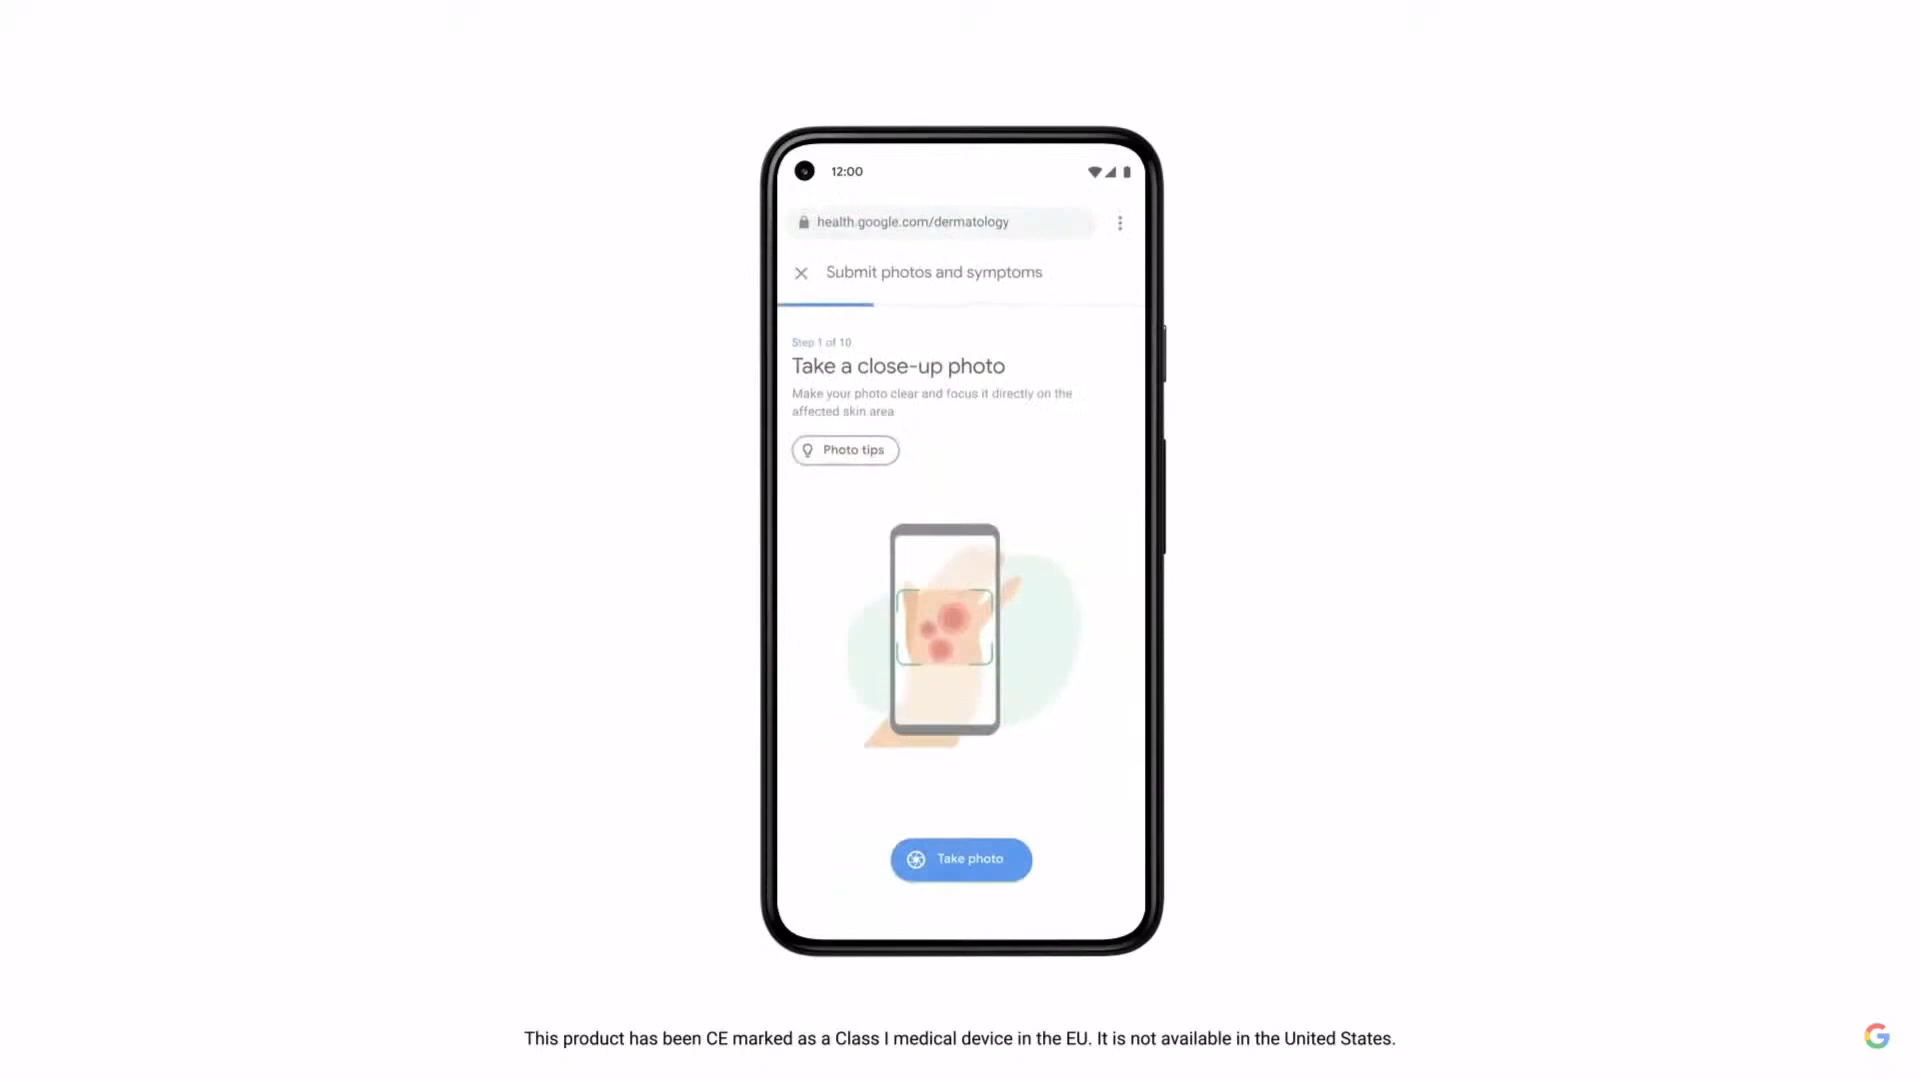 12:00
health.google.com/dermatology
Submit photos and symptoms
Step 1 of 10
Take a close-up photo
Make your photo clear and focus it directly on the
affected skin area
Photo tips
Take photo
This product has been CE marked as a Class I medical device in the EU. It is not available in the United States.